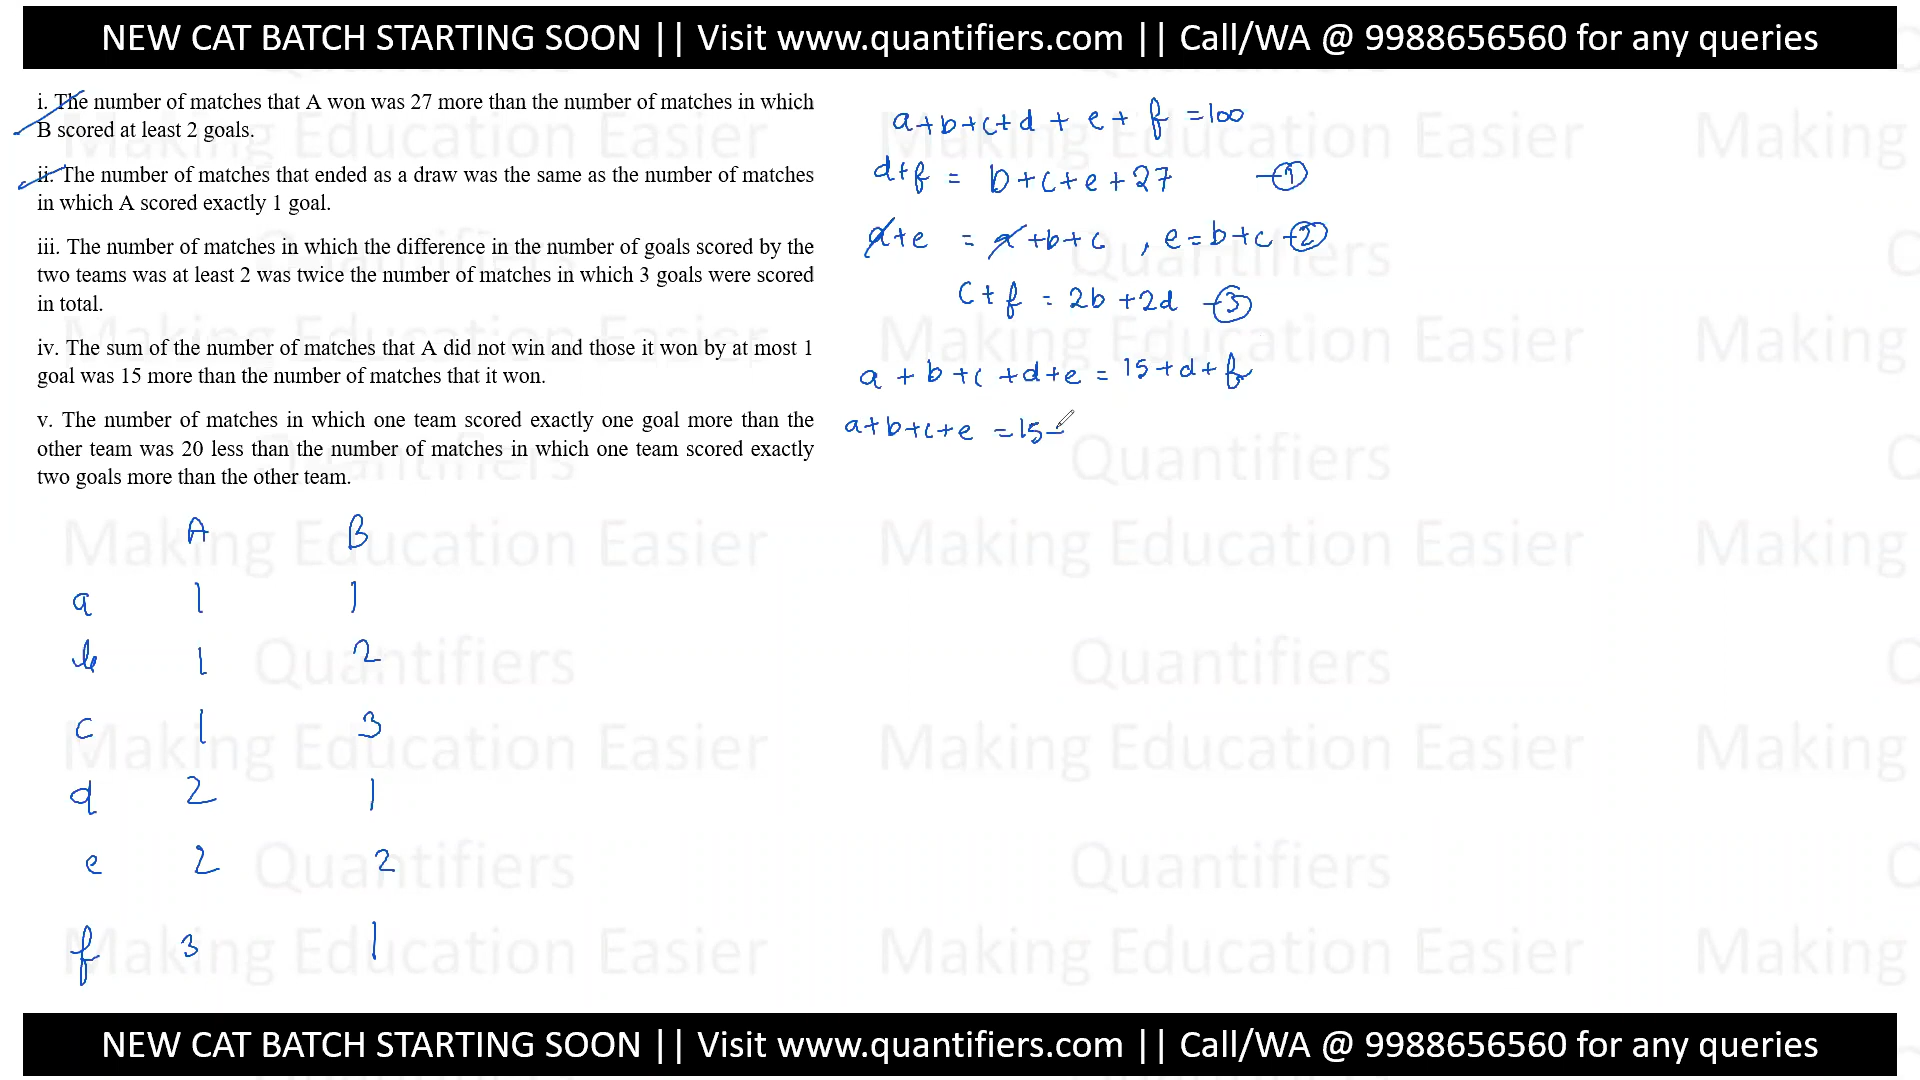 NEW CAT BATCH STARTING SOON || Visit www.quantifiers.com || Call/WA @ 9988656560 for any queries
i. The number of matches that A won was 27 more than the number of matches in which
B scored at least 2 goals.
ii. The number of matches that ended as a draw was the same as the number of matches
in which A scored exactly 1 goal.
iii. The number of matches in which the difference in the number of goals scored by the
two teams was at least 2 was twice the number of matches in which 3 goals were scored
in total.
iv. The sum of the number of matches that A did not win and those it won by at most 1
goal was 15 more than the number of matches that it won.
v. The number of matches in which one team scored exactly one goal more than the
other team was 20 less than the number of matches in which one team scored exactly
two goals more than the other team.
A B
a 1 1
b 1 2
c 1 3
d 2 1
e 2 2
f 3 1
a+b+c+d+e+f=100
d+f = b+c+e+27 -①
a+e = a+b+c , e=b+c -②
c+f = 2b+2d -③
a+b+c+d+e = 15+d+f
a+b+c+e =15-
Making Education Easier
Quantifiers
NEW CAT BATCH STARTING SOON || Visit www.quantifiers.com || Call/WA @ 9988656560 for any queries